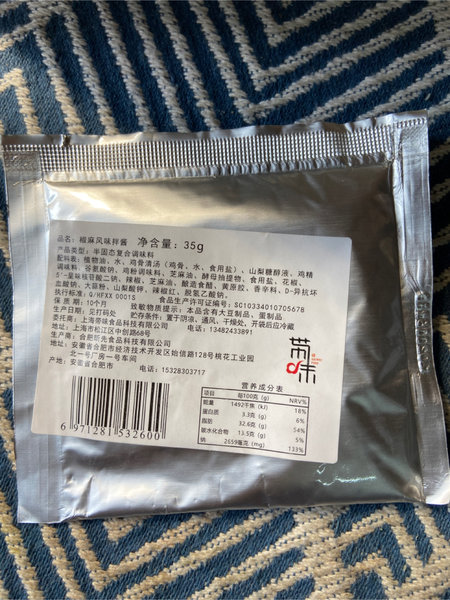 品名：椒麻风味拌酱 净含量：35g
产品类型：半固态复合调味料
配料表：植物油、水、鸡骨清汤（鸡骨、水、食用盐）、山梨糖醇液、鸡精
调味料、谷氨酸钠、鸡粉调味料、芝麻油、酵母抽提物、食用盐、花椒
5'-呈味核苷酸二钠、辣椒、芝麻油、酿造食醋、黄原胶、香辛料、D-异抗坏
血酸钠、大蒜粉、山梨酸钾、辣椒红、脱氢乙酸钠。
执行标准号：Q/HFXX 0001S 食品生产许可证编号：SC10334010705678
保质期：10个月 致敏物质提示：本品含有大豆制品、蛋制品
生产日期：见打码处 贮存条件：置于阴凉、通风、干燥处、开袋后应冷藏
委托商：上海带味食品科技有限公司
地址：上海市松江区中创路68号 电话：13482433891
生产商：合肥昕先食品科技有限公司
地址：安徽省合肥市经济技术开发区始信路128号桃花工业园
北一号厂房一号车间
产地：安徽省合肥市 电话：15328303717
带味
营养成分表
项目 每100克(g) NRV%
能量 1492千焦(kJ) 18%
蛋白质 3.3克(g) 6%
脂肪 32.6克(g) 54%
碳水化合物 13.5克(g) 5%
钠 2659毫克(mg) 133%
6 971281 532600